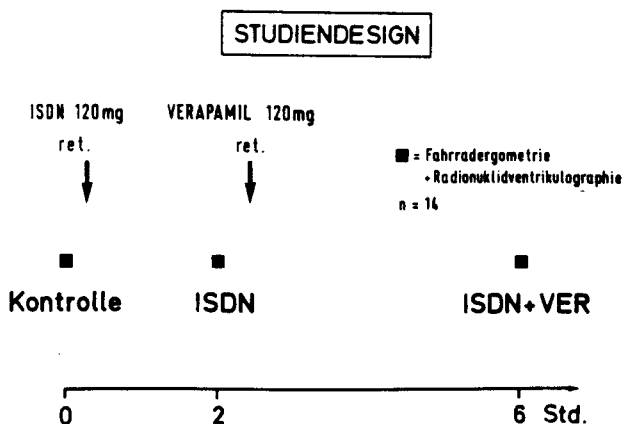 STUDIENDESIGN
ISDN 120mg
ret.
VERAPAMIL 120mg
ret.
■ = Fahrradergometrie
+ Radionuklidventrikulographie
n = 14
Kontrolle
ISDN
ISDN+VER
0
2
6 Std.